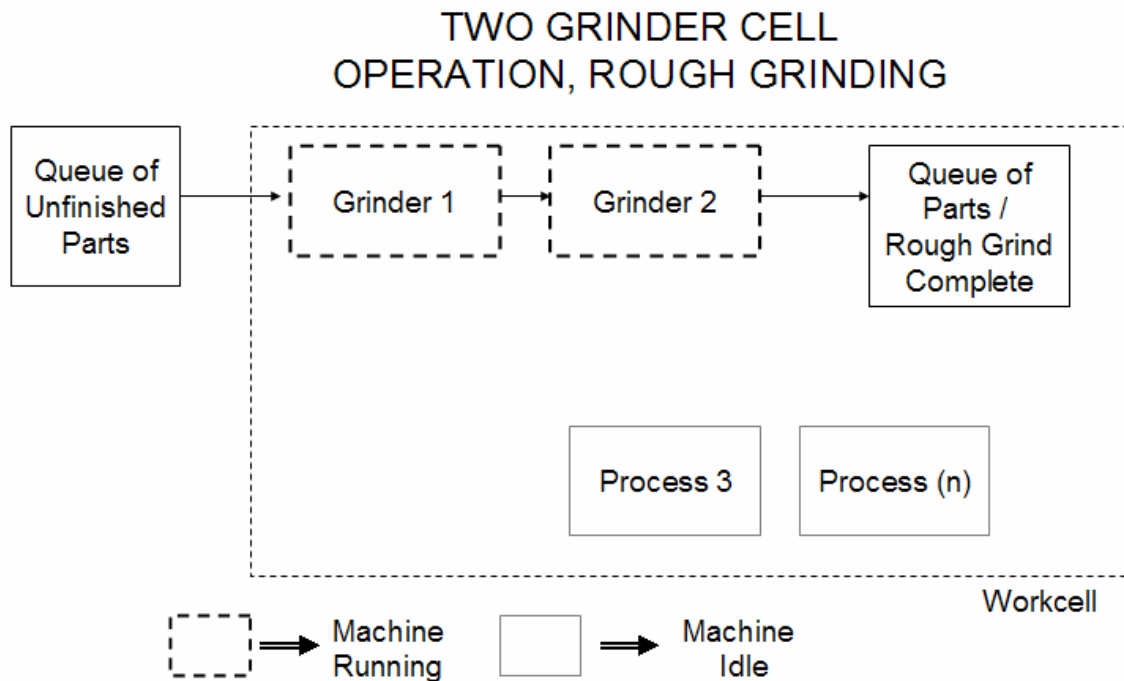 TWO GRINDER CELL
OPERATION, ROUGH GRINDING
Queue of
Unfinished
Parts
Grinder 1
Grinder 2
Queue of
Parts /
Rough Grind
Complete
Process 3
Process (n)
Workcell
Machine
Running
Machine
Idle